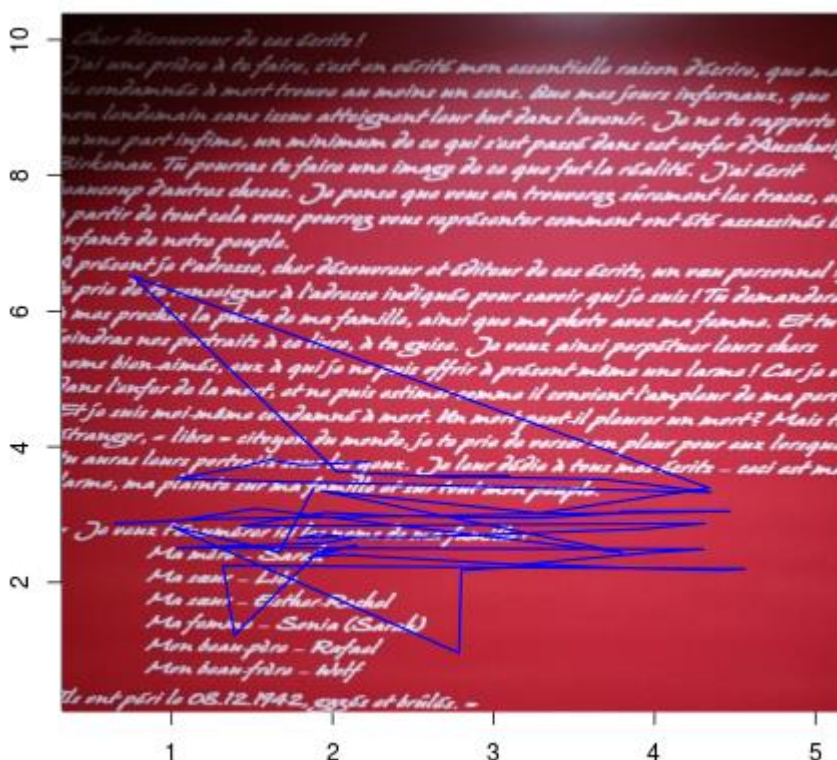 10
Cher découvreur de ces écrits !
J'ai une prière à te faire, c'est en vérité mon essentielle raison d'écrire, que m
vie condamnée à mort trouve au moins un sens. Que mes jours infernaux, que
mon lendemain sans issue atteignent leur but dans l'avenir. Je ne te rapporte
qu'une part infime, un minimum de ce qui s'est passé dans cet enfer d'Auschwi
8
Birkenau. Tu pourras te faire une image de ce que fut la réalité. J'ai écrit
beaucoup d'autres choses. Je pense que vous en trouverez sûrement les traces, e
à partir de tout cela vous pourrez vous représenter comment ont été assassinés
enfants de notre peuple.
À présent je t'adresse, cher découvreur et éditeur de ces écrits, un vœu personnel
6
prie de renseigner à l'adresse indiquée pour savoir qui je suis ! Tu demandes
à mes proches la photo de ma famille, ainsi que ma photo avec ma femme. Et tu
joindras nos portraits à ce livre, à ta guise. Je veux ainsi perpétuer leurs chers
noms bien-aimés, eux à qui je ne puis offrir à présent même une larme ! Car je
dans l'enfer de la mort, et ne puis estimer comme il convient l'ampleur de ma per
Et je suis moi-même condamné à mort. Un mort peut-il pleurer un mort ? Mais
4
étranger, – libre – citoyen du monde, je te prie de verser un pleur pour eux lorsque
tu auras leurs portraits les yeux. Je leur dédie à tous mes écrits – ceci est m
larme, ma plainte sur ma famille et sur tout mon peuple.
– Je veux t'énumérer ici les noms de ma famille.
2
Ma mère – Sarah
Ma sœur –
Ma sœur – Esther-Rachel
Ma femme – Sonia (Sarah)
Mon beau-père – Rafael
Mon beau-frère – Wolf
Ils ont péri le 08.12.1942, gazés et brûlés. –
1 2 3 4 5